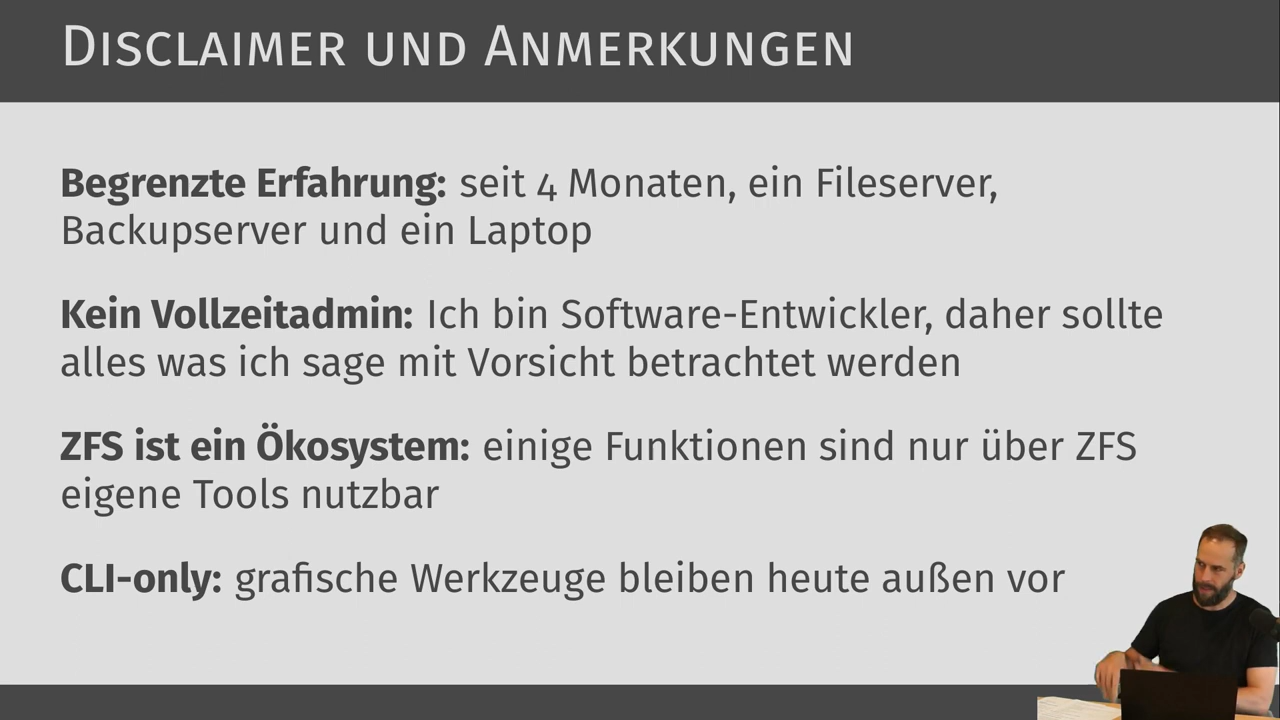 Disclaimer und Anmerkungen
Begrenzte Erfahrung: seit 4 Monaten, ein Fileserver,
Backupserver und ein Laptop
Kein Vollzeitadmin: Ich bin Software-Entwickler, daher sollte
alles was ich sage mit Vorsicht betrachtet werden
ZFS ist ein Ökosystem: einige Funktionen sind nur über ZFS
eigene Tools nutzbar
CLI-only: grafische Werkzeuge bleiben heute außen vor